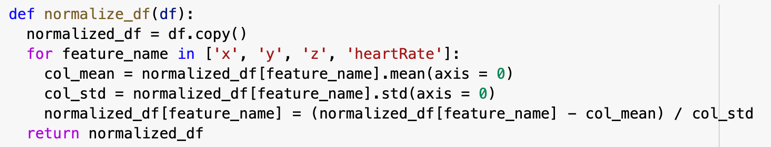 def normalize_df(df):
  normalized_df = df.copy()
  for feature_name in ['x', 'y', 'z', 'heartRate']:
    col_mean = normalized_df[feature_name].mean(axis = 0)
    col_std = normalized_df[feature_name].std(axis = 0)
    normalized_df[feature_name] = (normalized_df[feature_name] - col_mean) / col_std
  return normalized_df